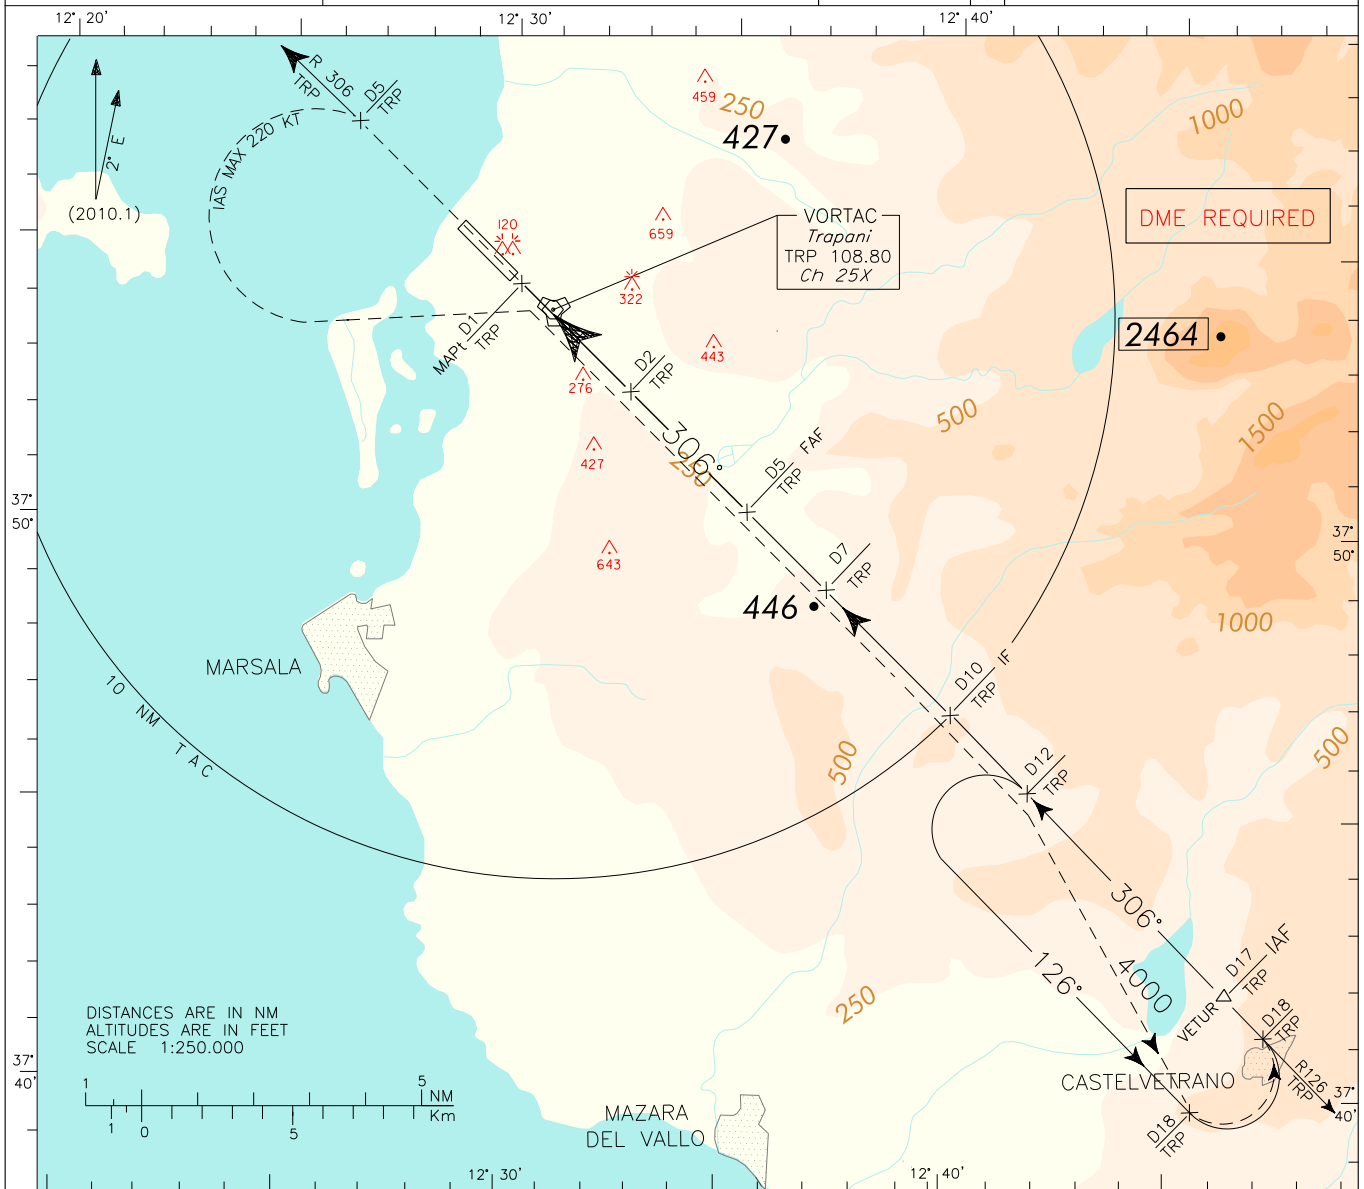 12° 20'
12° 30'
12° 40'
R 306
TRP
D5
TRP
IAS MAX 220 KT
2° E
(2010.1)
459
250
427
1000
120
659
VORTAC
Trapani
TRP 108.80
Ch 25X
DME REQUIRED
322
2464
MAPt
D1
TRP
443
D2
TRP
276
306°
250
500
1500
427
D5
TRP
FAF
37°
50'
37°
50'
643
D7
TRP
446
1000
MARSALA
10 NM TAC
D10
TRP
IF
500
500
D12
TRP
306°
126°
4000
D17
TRP
IAF
VETUR
250
DISTANCES ARE IN NM
ALTITUDES ARE IN FEET
SCALE 1:250.000
D18
TRP
37°
40'
1
5
NM
Km
1
0
5
CASTELVETRANO
R126
TRP
37°
40'
MAZARA
DEL VALLO
D18
TRP
12° 30'
12° 40'